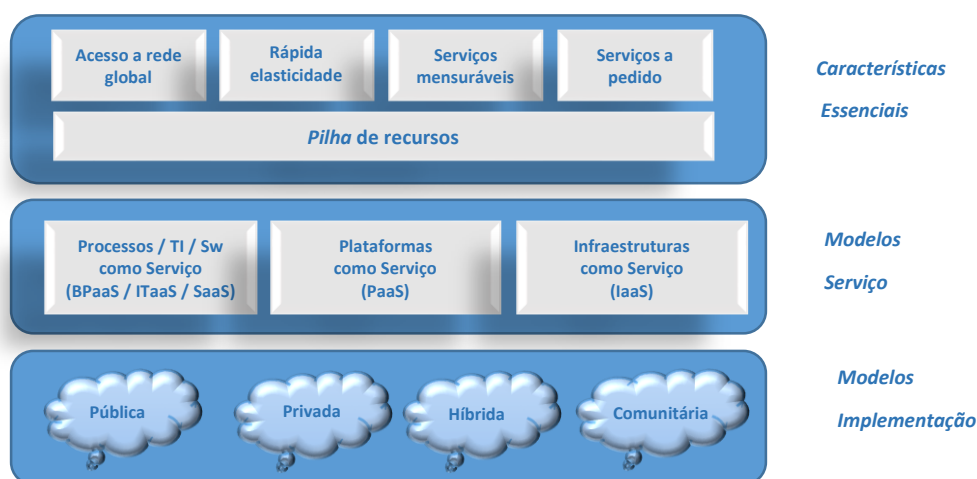 Acesso a rede
global
Rápida
elasticidade
Serviços
mensuráveis
Serviços a
pedido
Pilha de recursos
Características
Essenciais
Processos / TI / Sw
como Serviço
(BPaaS / ITaaS / SaaS)
Plataformas
como Serviço
(PaaS)
Infraestruturas
como Serviço
(IaaS)
Modelos
Serviço
Pública
Privada
Híbrida
Comunitária
Modelos
Implementação